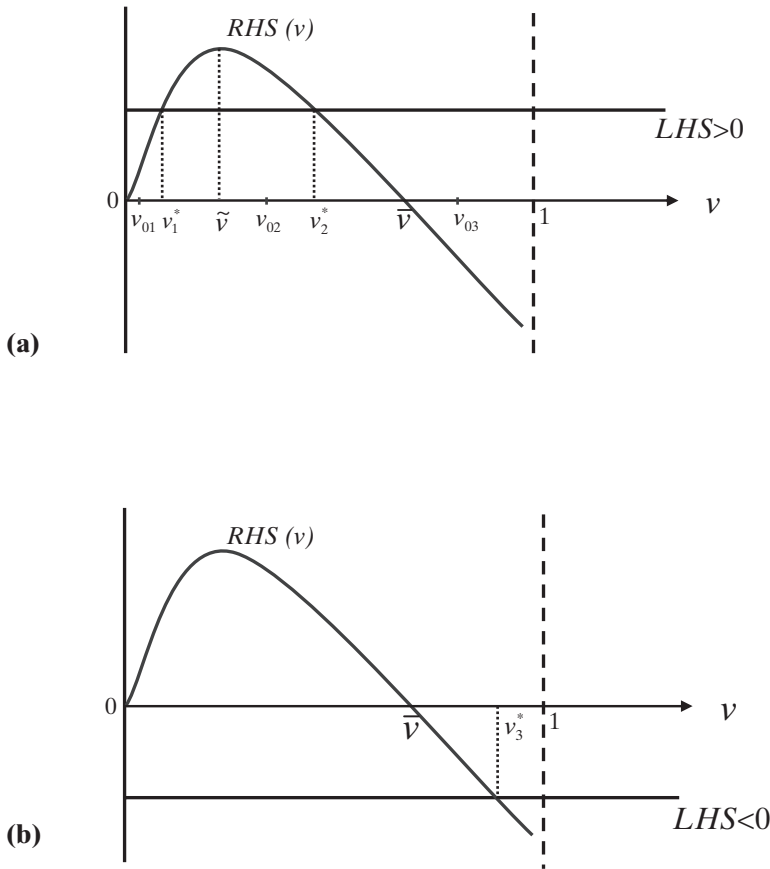 RHS (v)
LHS>0
0
v
v₀₁ v₁* ṽ v₀₂ v₂* v̅ v₀₃ 1
(a)
RHS (v)
0
v
v̅ v₃* 1
LHS<0
(b)